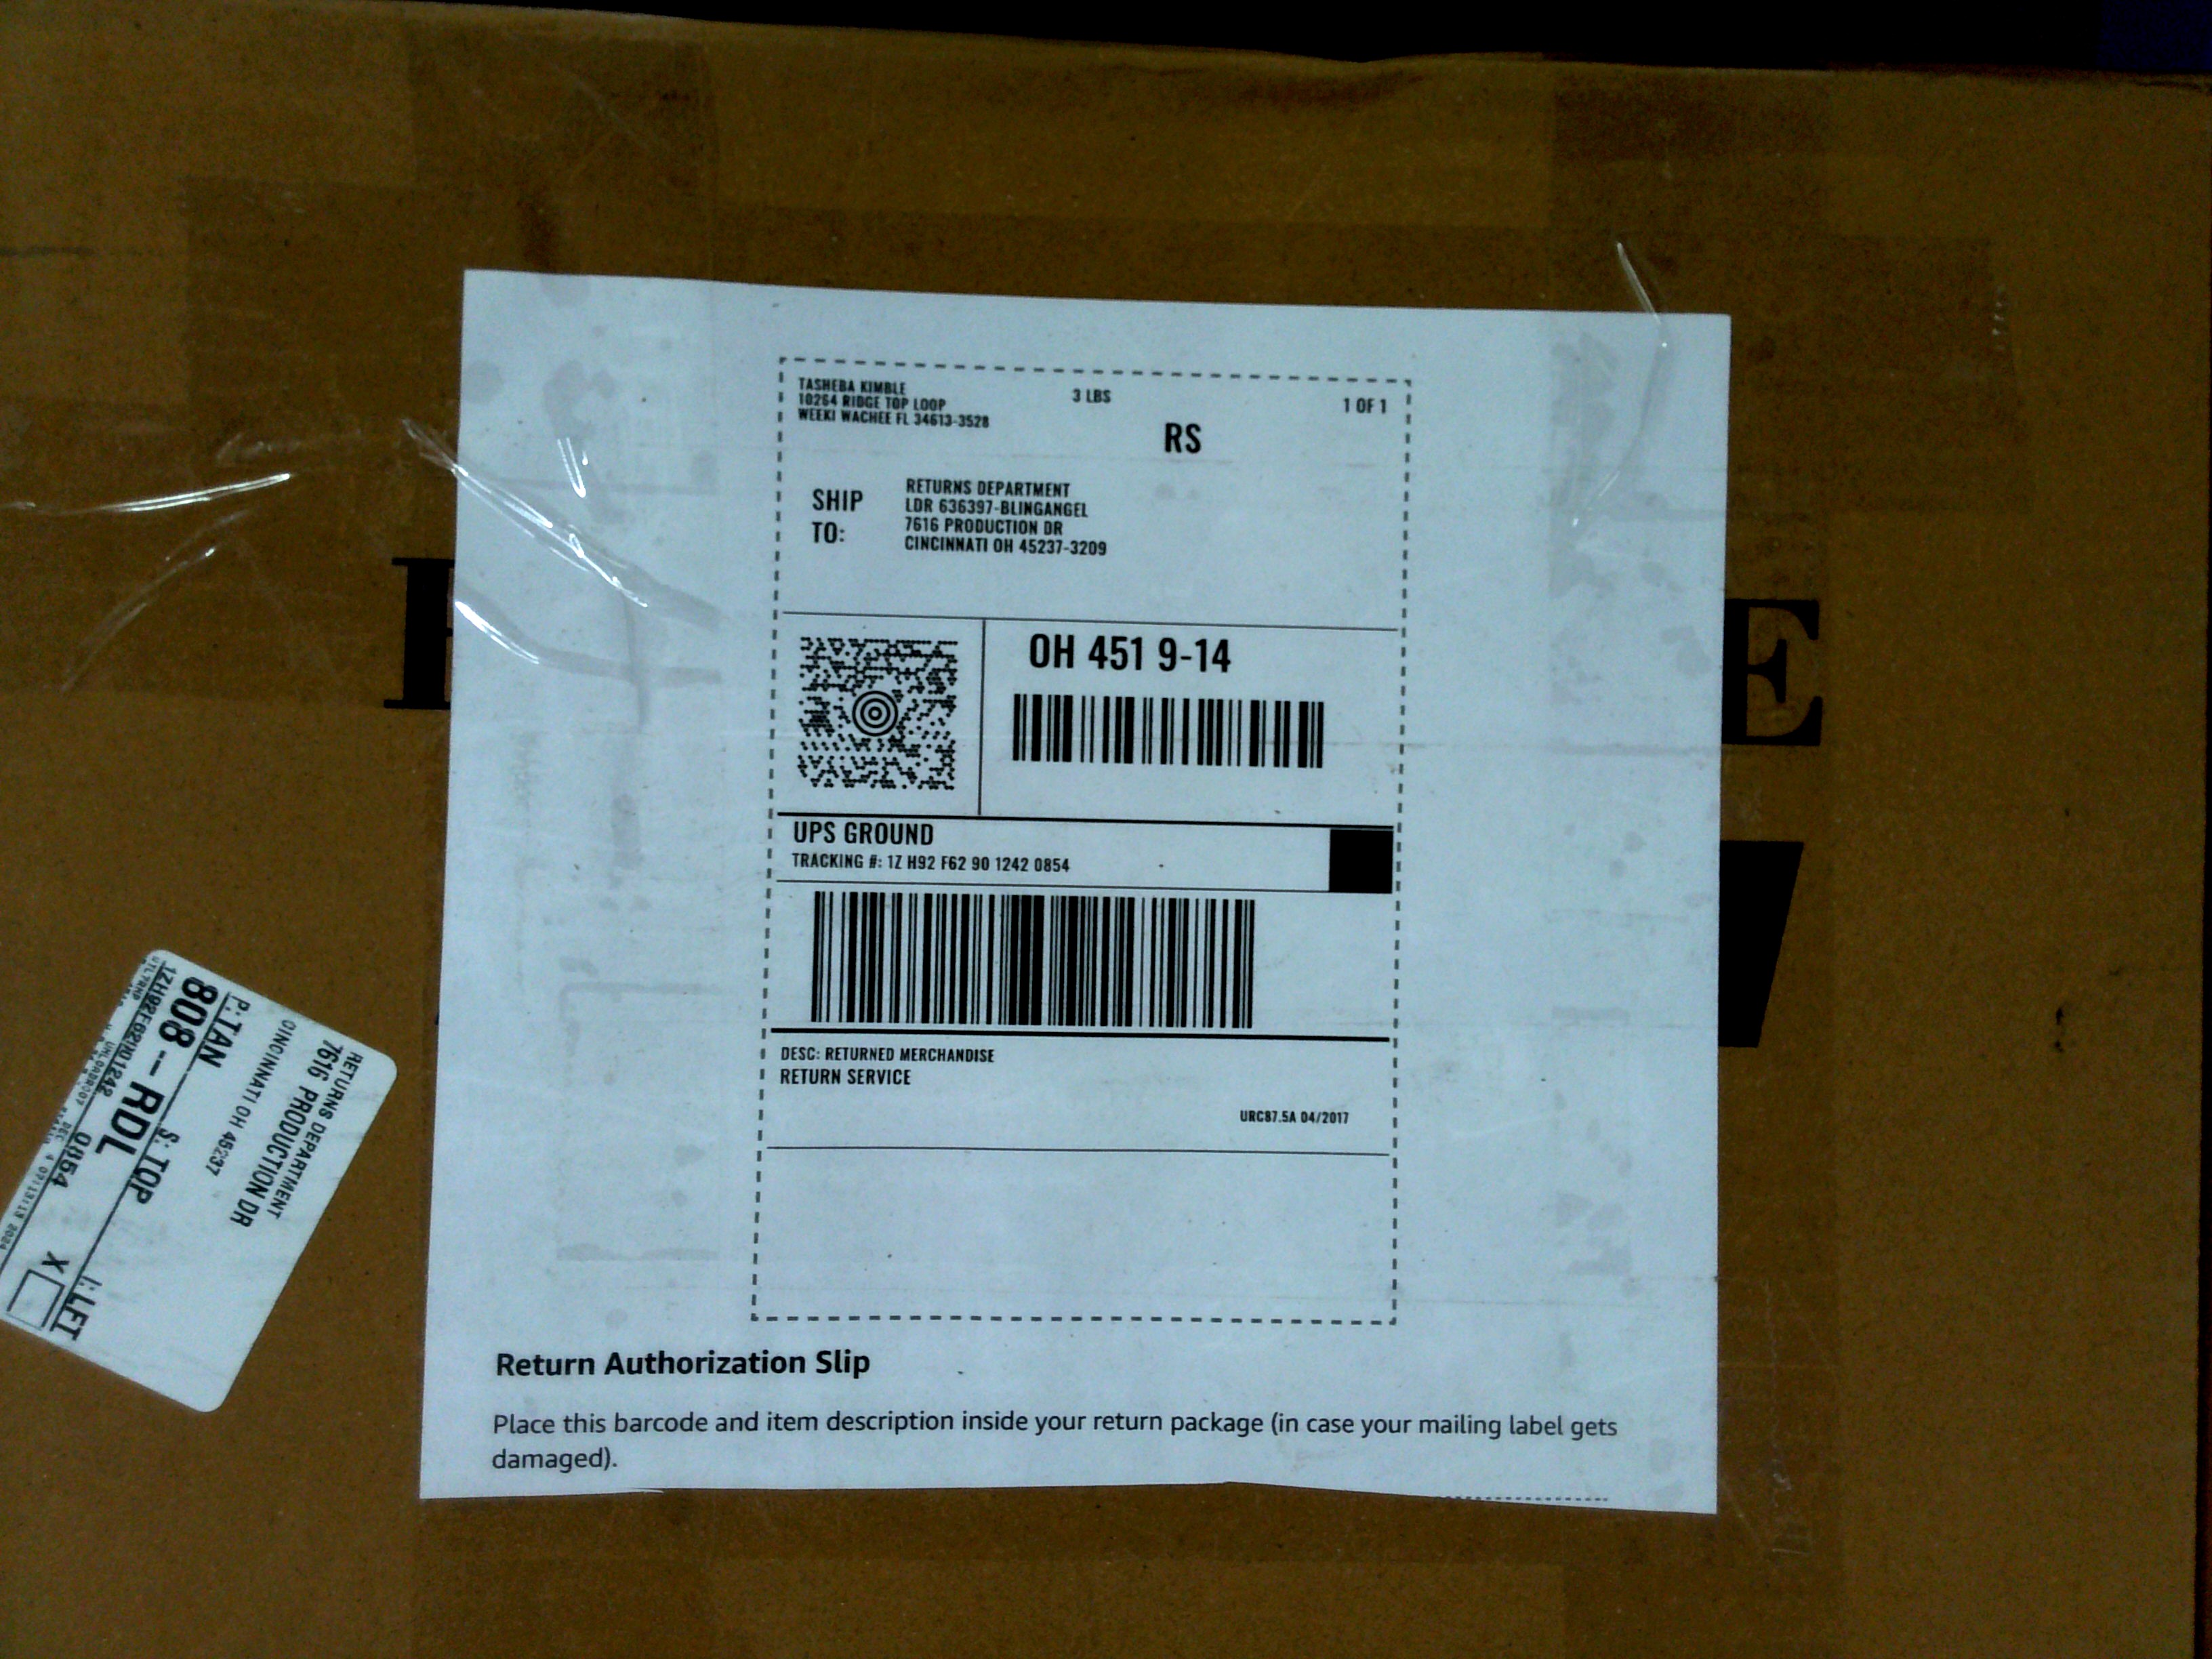 TASHEBA KIMBLE
10264 RIDGE TOP LOOP
WEEKI WACHEE FL 34613-3528
3 LBS
1 OF 1
RS
SHIP
TO:
RETURNS DEPARTMENT
LDR 636397-BLINGANGEL
7616 PRODUCTION DR
CINCINNATI OH 45237-3209
OH 451 9-14
UPS GROUND
TRACKING #: 1Z H92 F62 90 1242 0854
DESC: RETURNED MERCHANDISE
RETURN SERVICE
URC87.5A 04/2017
Return Authorization Slip
Place this barcode and item description inside your return package (in case your mailing label gets
damaged).
E
RETURNS DEPARTMENT
7616 PRODUCTION DR
CINCINNATI OH 45237
P: TAN S: TOP I: LFT
808--RDL
X